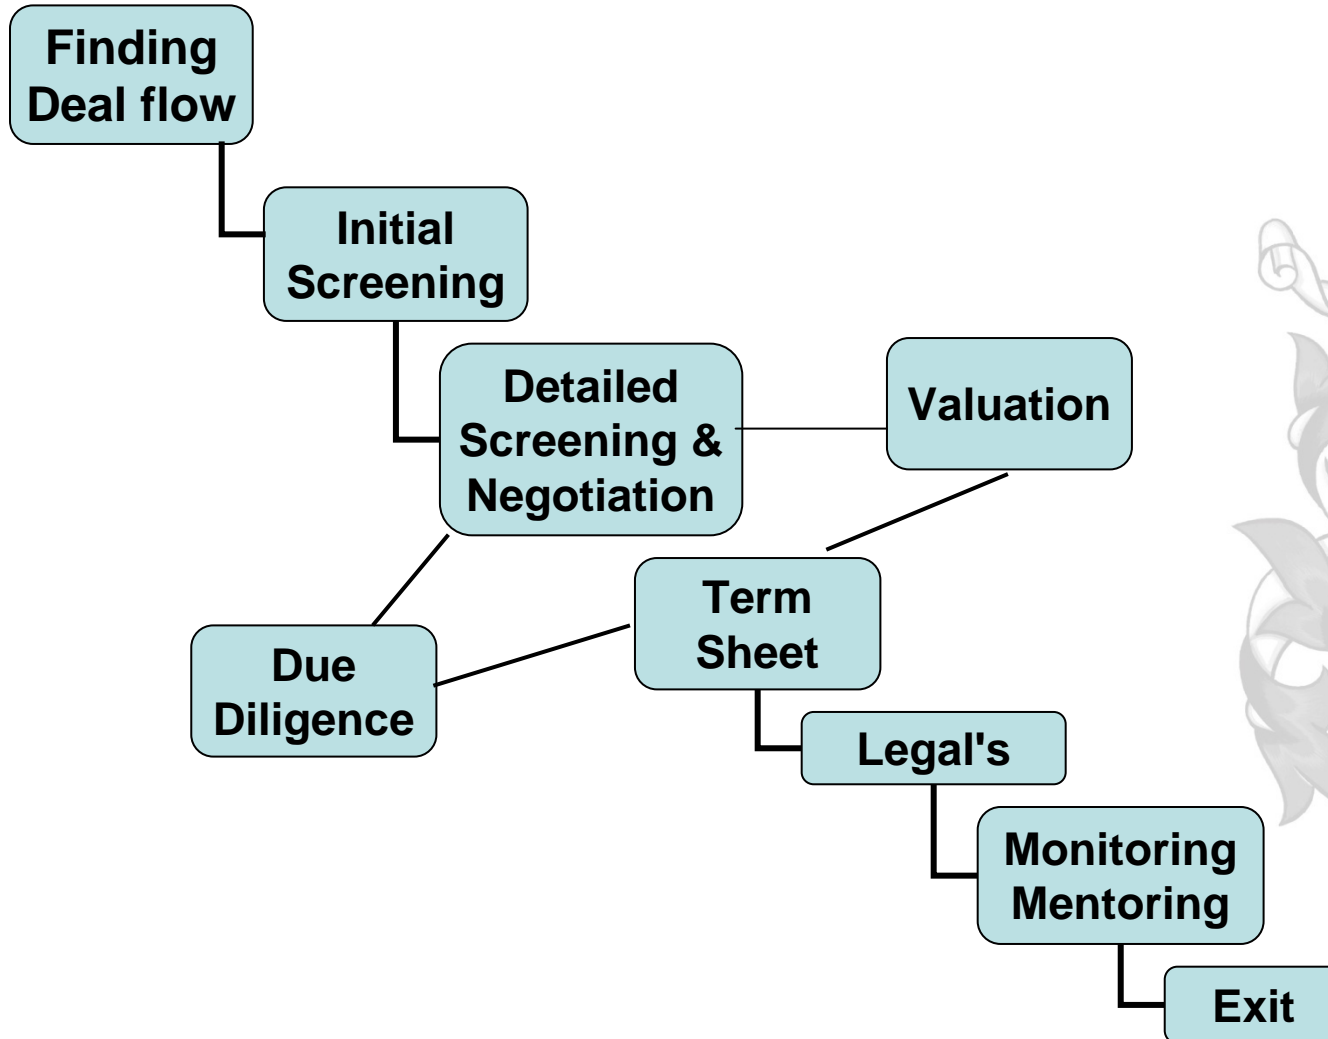 Finding
Deal flow
Initial
Screening
Detailed
Screening &
Negotiation
Valuation
Term
Sheet
Due
Diligence
Legal's
Monitoring
Mentoring
Exit